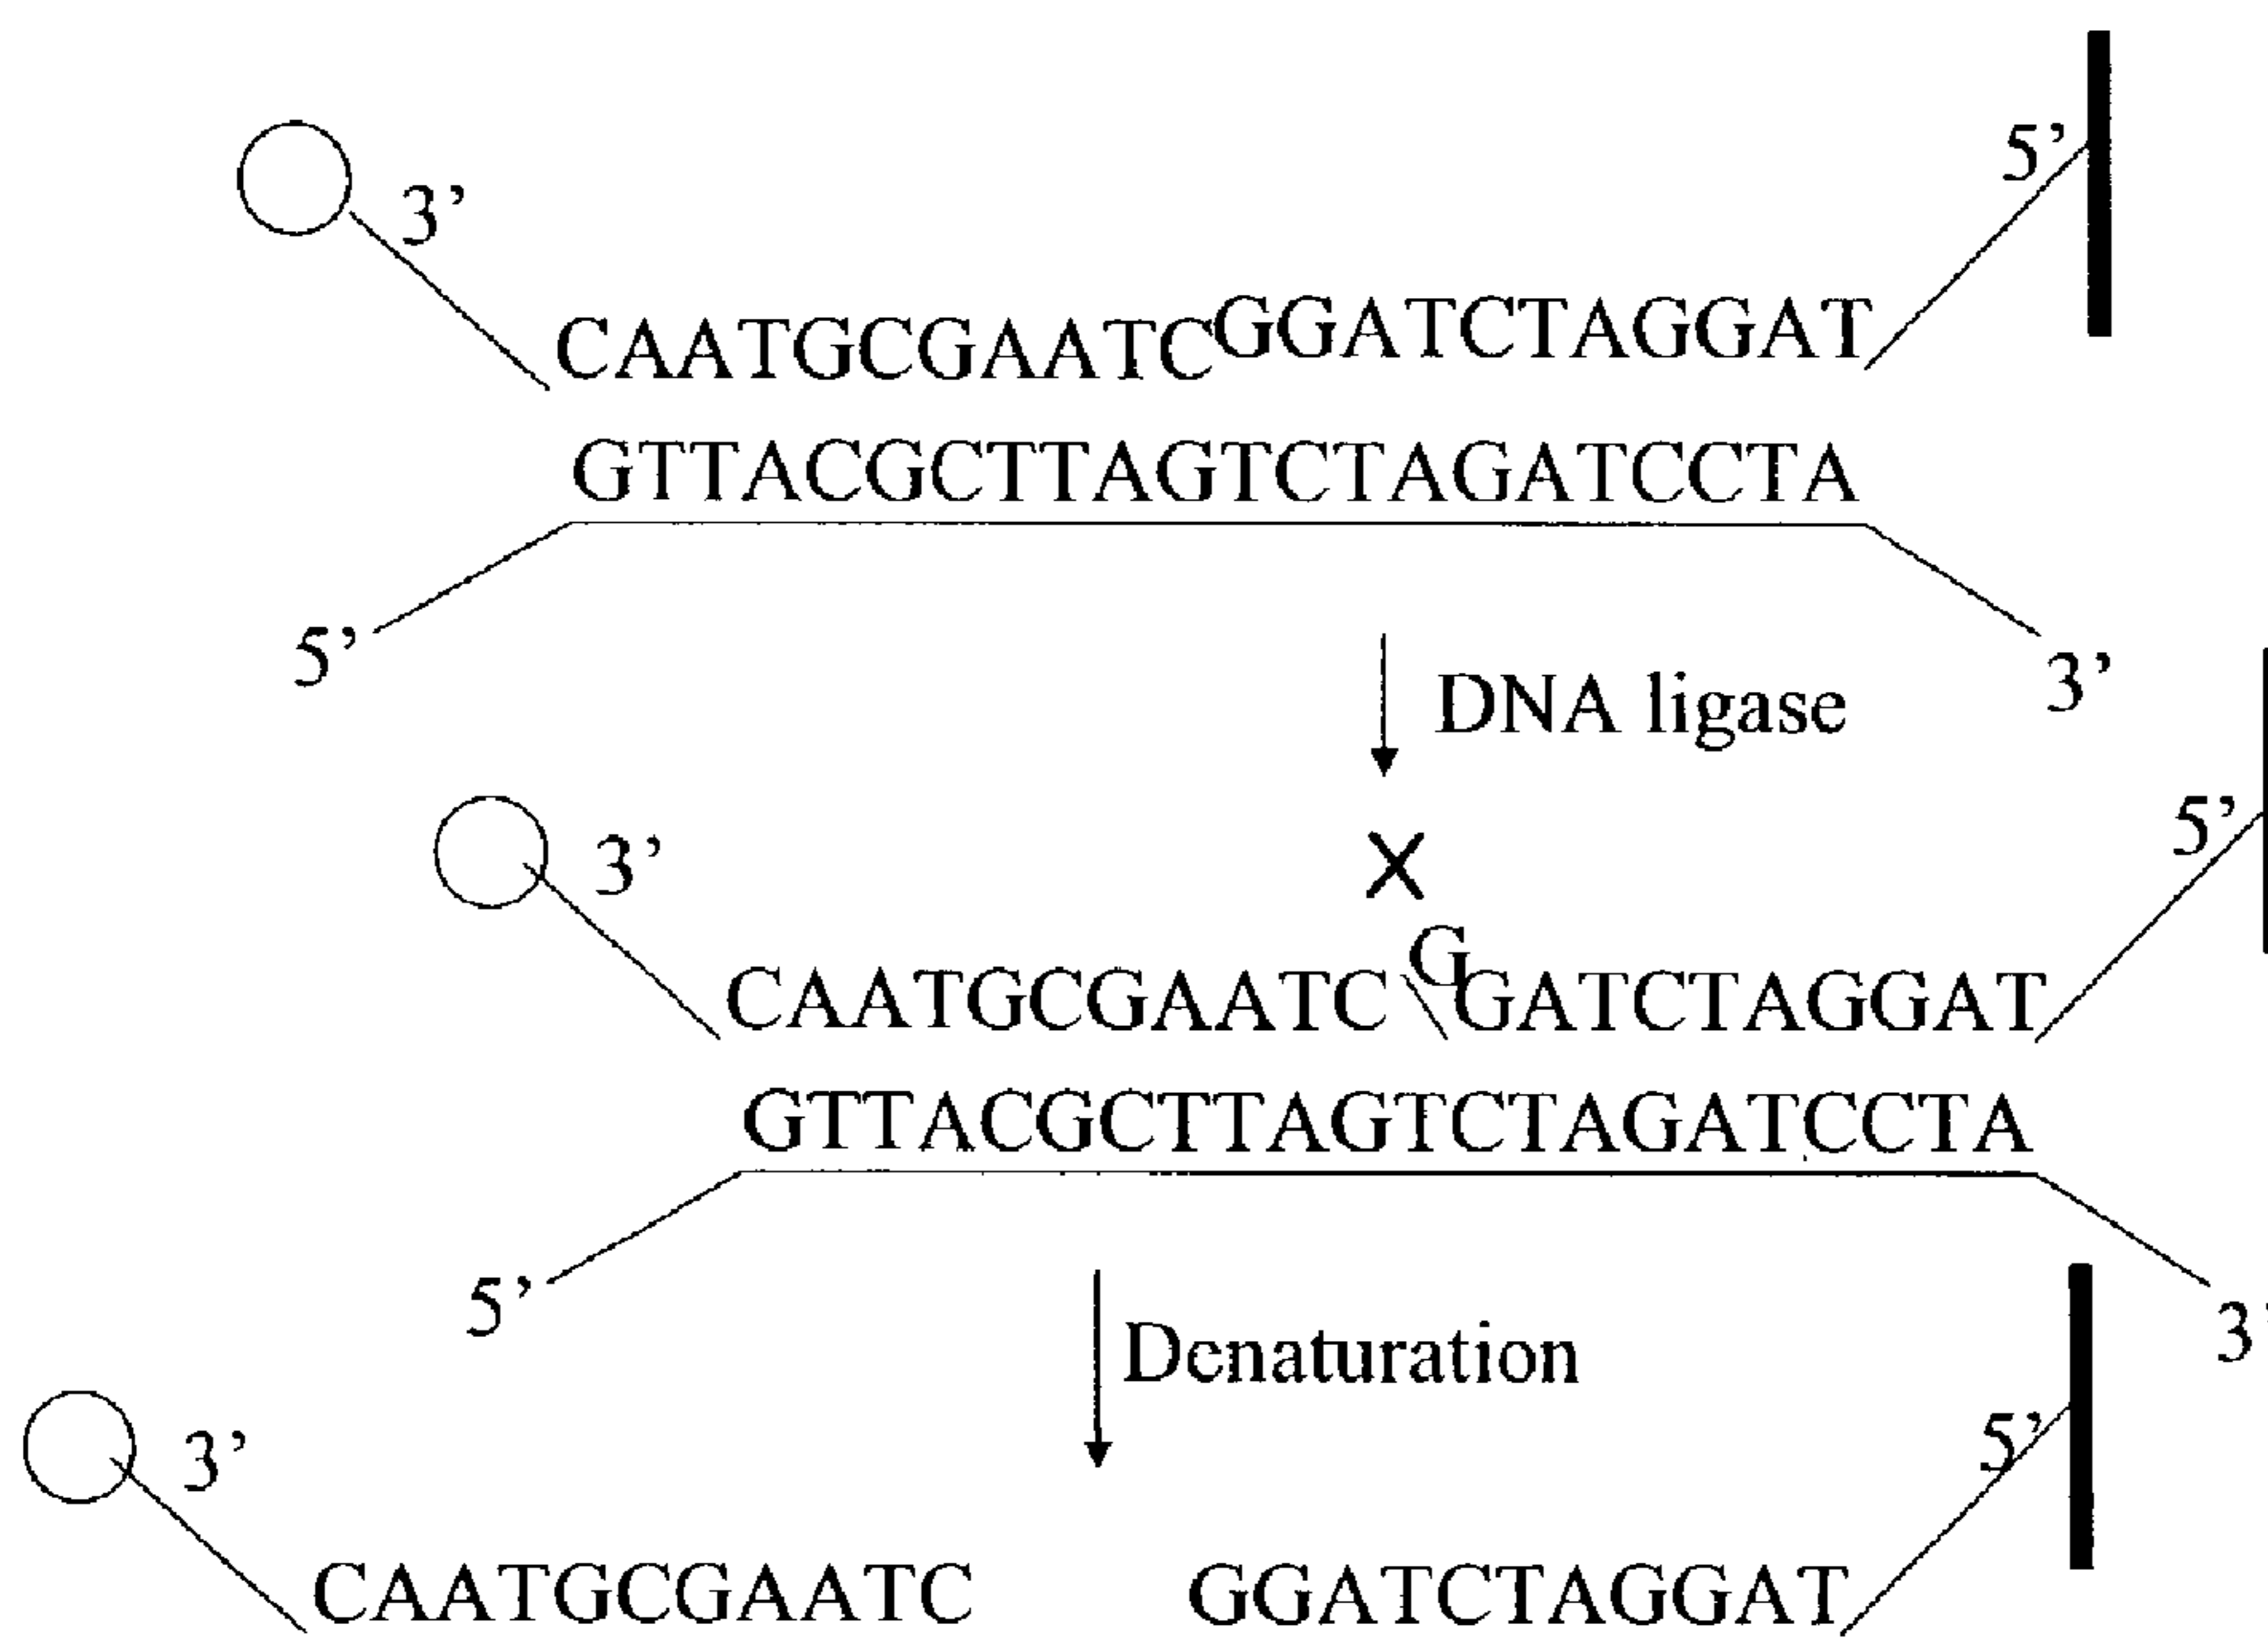 5’
3’
CAATGCGAATCGGATCTAGGAT
GTTACGCTTAGTCTAGATCCTA
5’
3’
DNA ligase
X
5’
3’
G
CAATGCGAATC GATCTAGGAT
GTTACGCTTAGTCTAGATCCTA
5’
3’
Denaturation
3’
5’
CAATGCGAATC GGATCTAGGAT